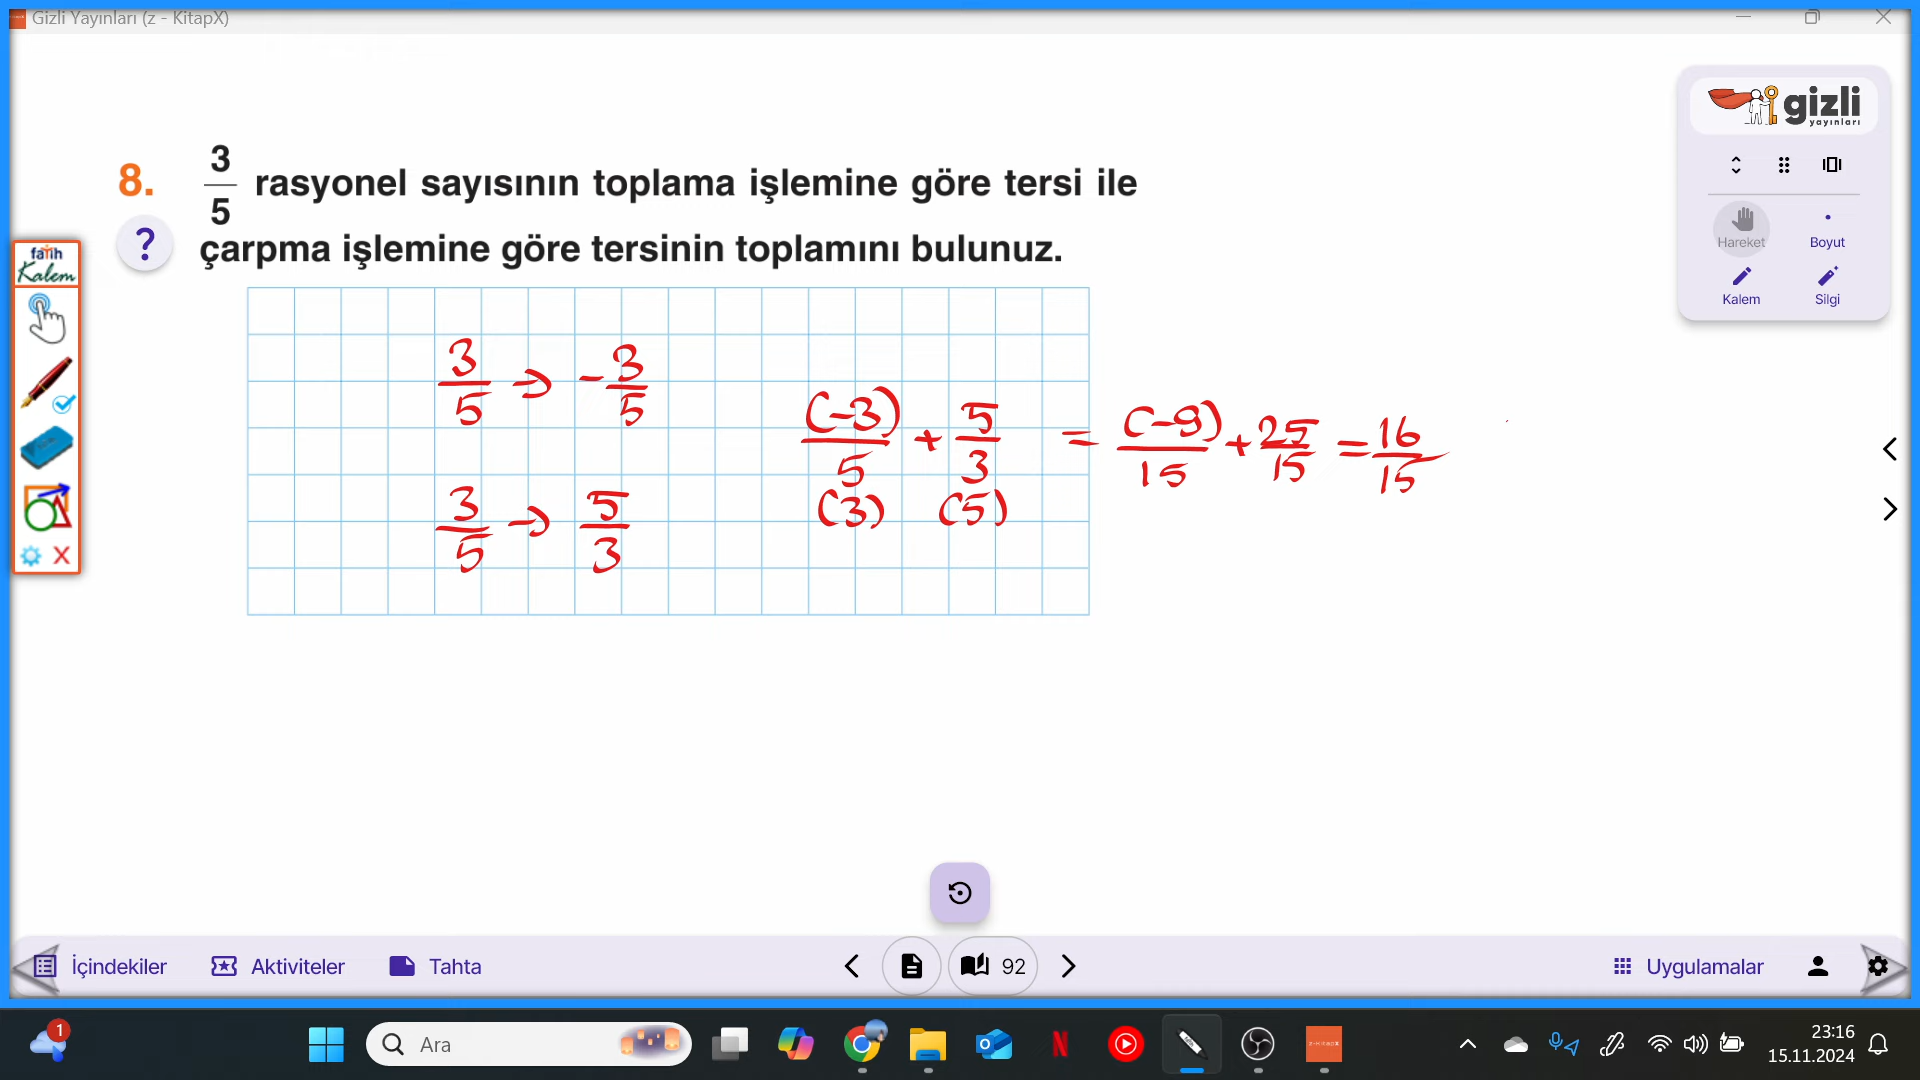 Gizli Yayınları (z - KitapX)
gizli
yayınları
Hareket
Boyut
Kalem
Silgi
fatih
Kalem
8. 3/5 rasyonel sayısının toplama işlemine göre tersi ile
? çarpma işlemine göre tersinin toplamını bulunuz.
3/5 → -3/5
(-3)/5 + 5/3 = (-9)/15 + 25/15 = 16/15
(3) (5)
3/5 → 5/3
İçindekiler
Aktiviteler
Tahta
92
Uygulamalar
1
Ara
23:16
15.11.2024